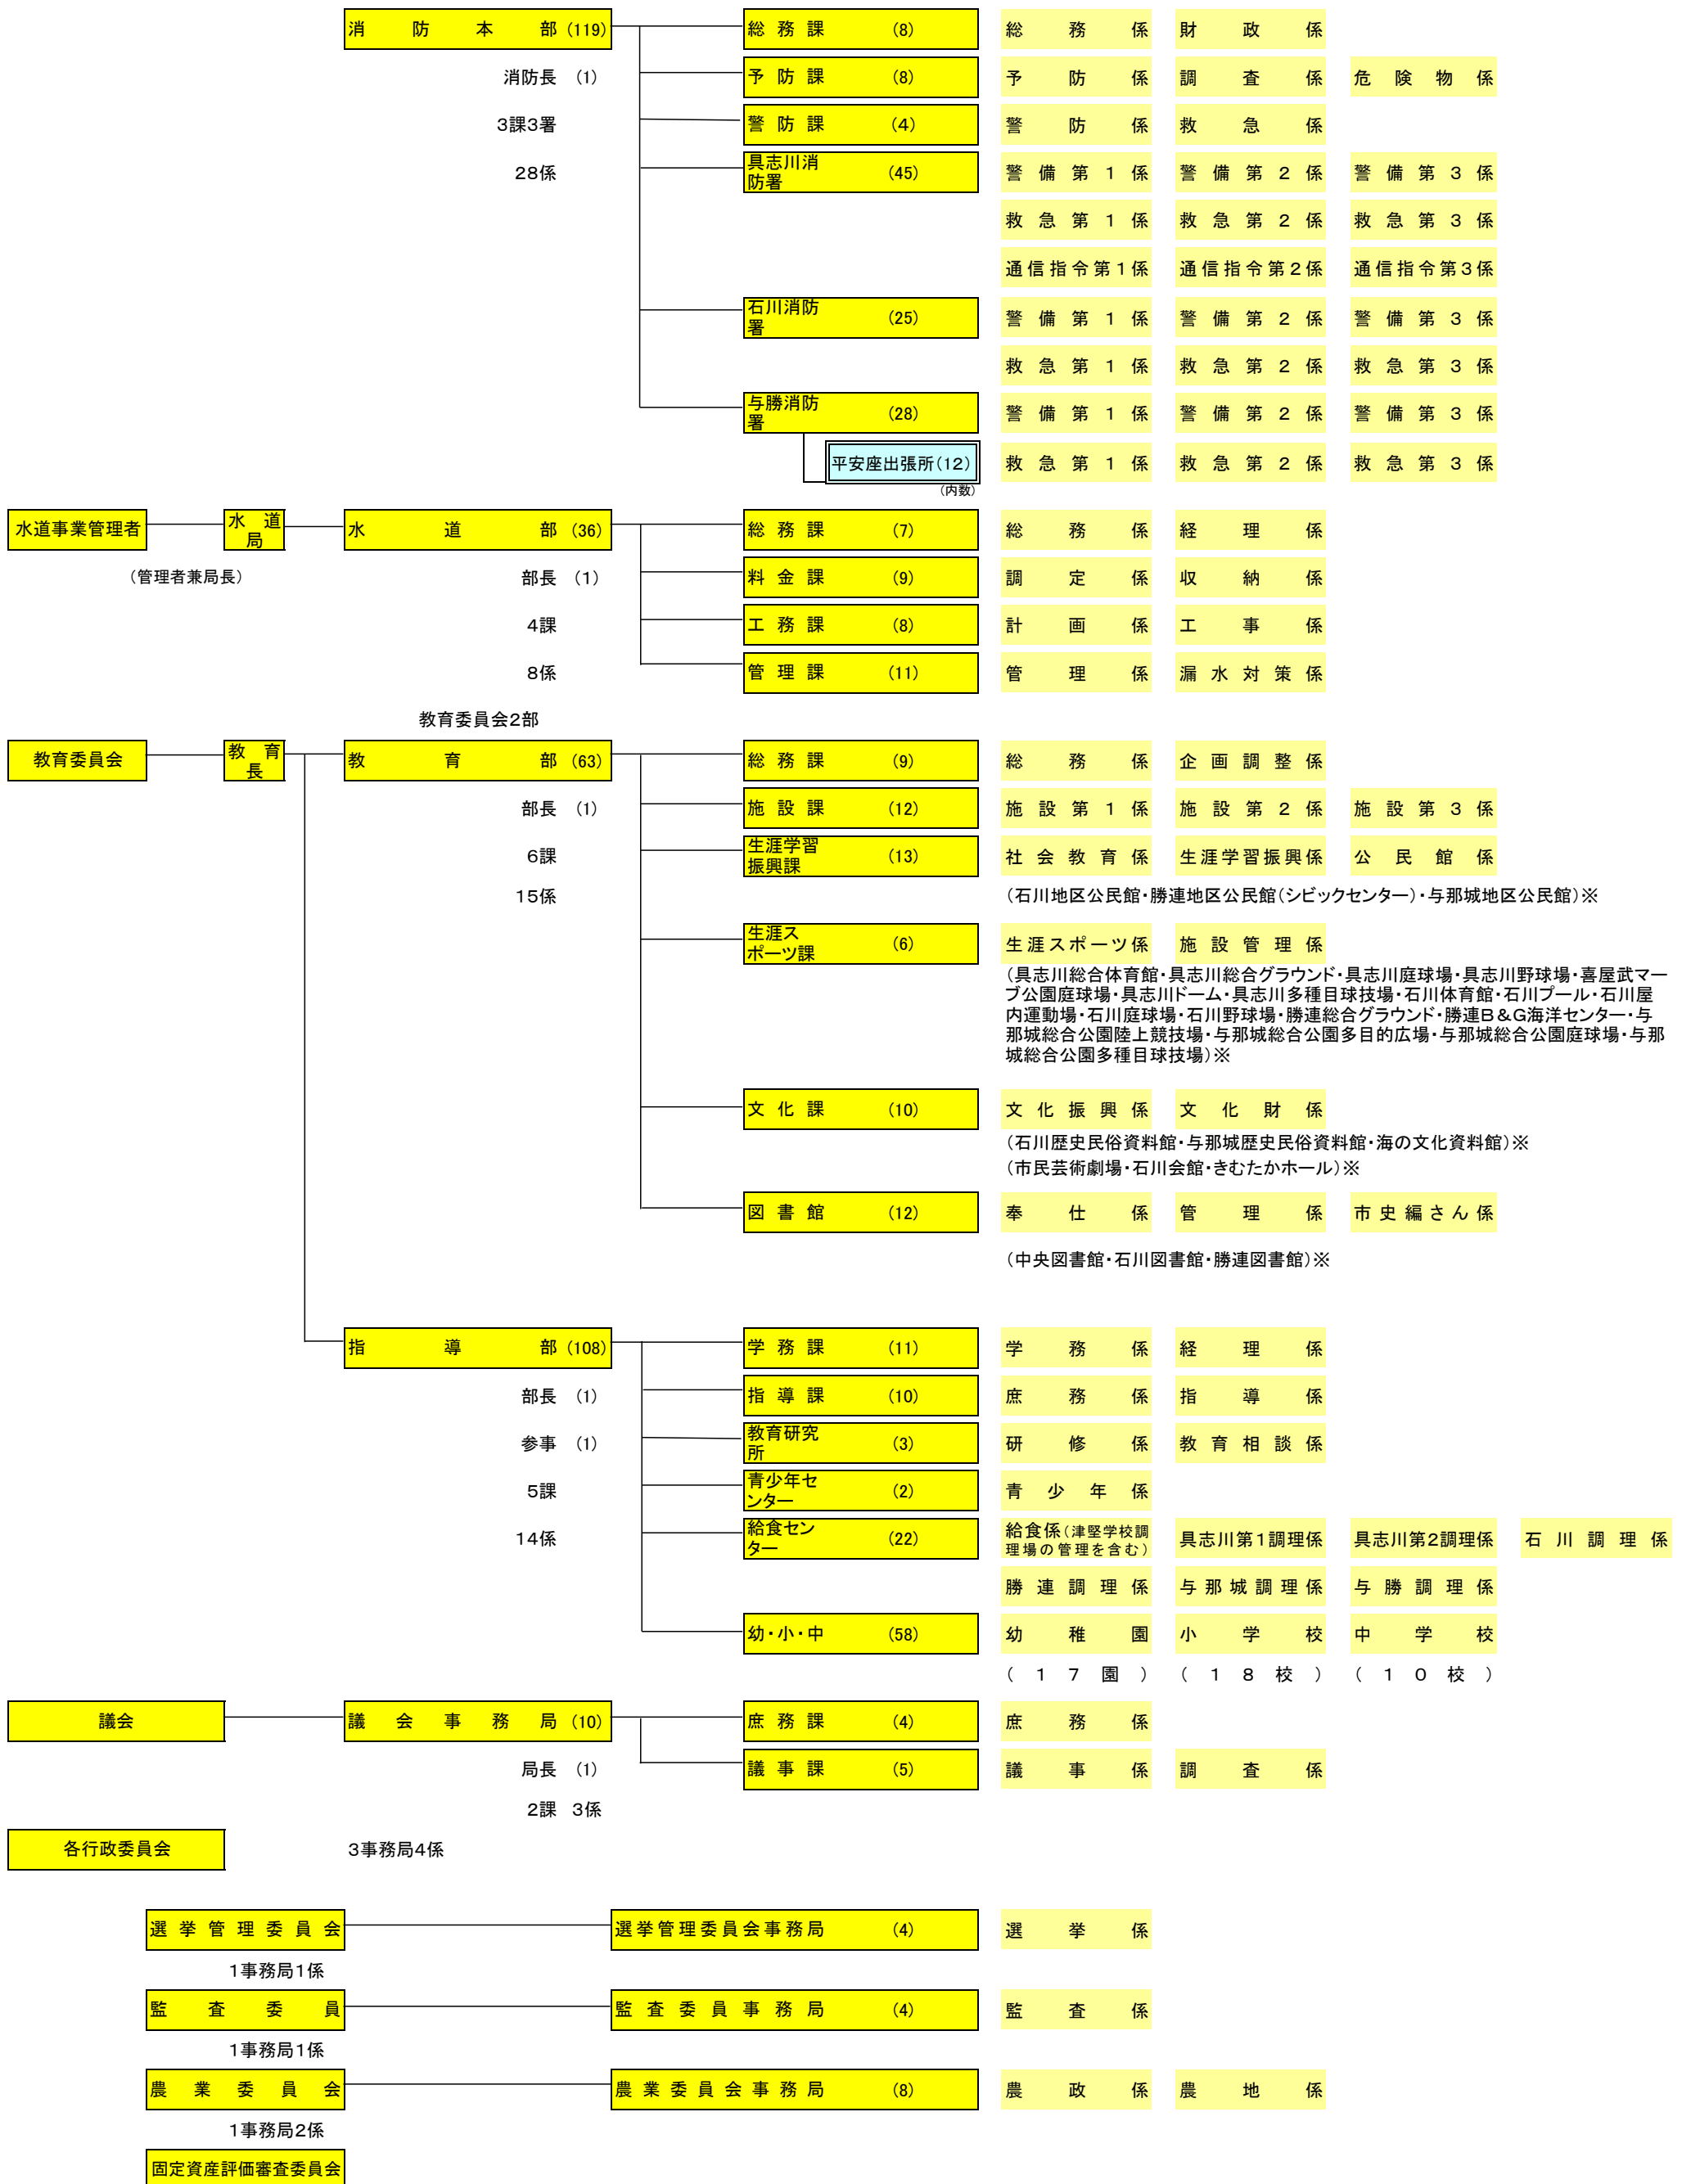 消防本部（119） 総務課 （8） 総務係 財政係
消防長 （1） 予防課 （8） 予防係 調査係 危険物係
3課3署 警防課 （4） 警防係 救急係
28係 具志川消防署 （45） 警備第1係 警備第2係 警備第3係
救急第1係 救急第2係 救急第3係
通信指令第1係 通信指令第2係 通信指令第3係
石川消防署 （25） 警備第1係 警備第2係 警備第3係
救急第1係 救急第2係 救急第3係
与勝消防署 （28） 警備第1係 警備第2係 警備第3係
平安座出張所（12） 救急第1係 救急第2係 救急第3係
（内数）
水道事業管理者 水道局 水道部（36） 総務課 （7） 総務係 経理係
（管理者兼局長） 部長 （1） 料金課 （9） 調定係 収納係
4課 工務課 （8） 計画係 工事係
8係 管理課 （11） 管理係 漏水対策係
教育委員会2部
教育委員会 教育長 教育部（63） 総務課 （9） 総務係 企画調整係
部長 （1） 施設課 （12） 施設第1係 施設第2係 施設第3係
6課 生涯学習振興課 （13） 社会教育係 生涯学習振興係 公民館係
15係 （石川地区公民館・勝連地区公民館（シビックセンター）・与那城地区公民館）※
生涯スポーツ課 （6） 生涯スポーツ係 施設管理係
（具志川総合体育館・具志川総合グラウンド・具志川庭球場・具志川野球場・喜屋武マー
ブ公園庭球場・具志川ドーム・具志川多種目球技場・石川体育館・石川プール・石川屋
内運動場・石川庭球場・石川野球場・勝連総合グラウンド・勝連B＆G海洋センター・与
那城総合公園陸上競技場・与那城総合公園多目的広場・与那城総合公園庭球場・与那
城総合公園多種目球技場）※
文化課 （10） 文化振興係 文化財係
（石川歴史民俗資料館・与那城歴史民俗資料館・海の文化資料館）※
（市民芸術劇場・石川会館・きむたかホール）※
図書館 （12） 奉仕係 管理係 市史編さん係
（中央図書館・石川図書館・勝連図書館）※
指導部（108） 学務課 （11） 学務係 経理係
部長 （1） 指導課 （10） 庶務係 指導係
参事 （1） 教育研究所 （3） 研修係 教育相談係
5課 青少年センター （2） 青少年係
14係 給食センター （22） 給食係（津堅学校調理場の管理を含む） 具志川第1調理係 具志川第2調理係 石川調理係
勝連調理係 与那城調理係 与勝調理係
幼・小・中 （58） 幼稚園 小学校 中学校
（17園） （18校） （10校）
議会 議会事務局（10） 庶務課 （4） 庶務係
局長 （1） 議事課 （5） 議事係 調査係
2課 3係
各行政委員会 3事務局4係
選挙管理委員会 選挙管理委員会事務局 （4） 選挙係
1事務局1係
監査委員 監査委員事務局 （4） 監査係
1事務局1係
農業委員会 農業委員会事務局 （8） 農政係 農地係
1事務局2係
固定資産評価審査委員会